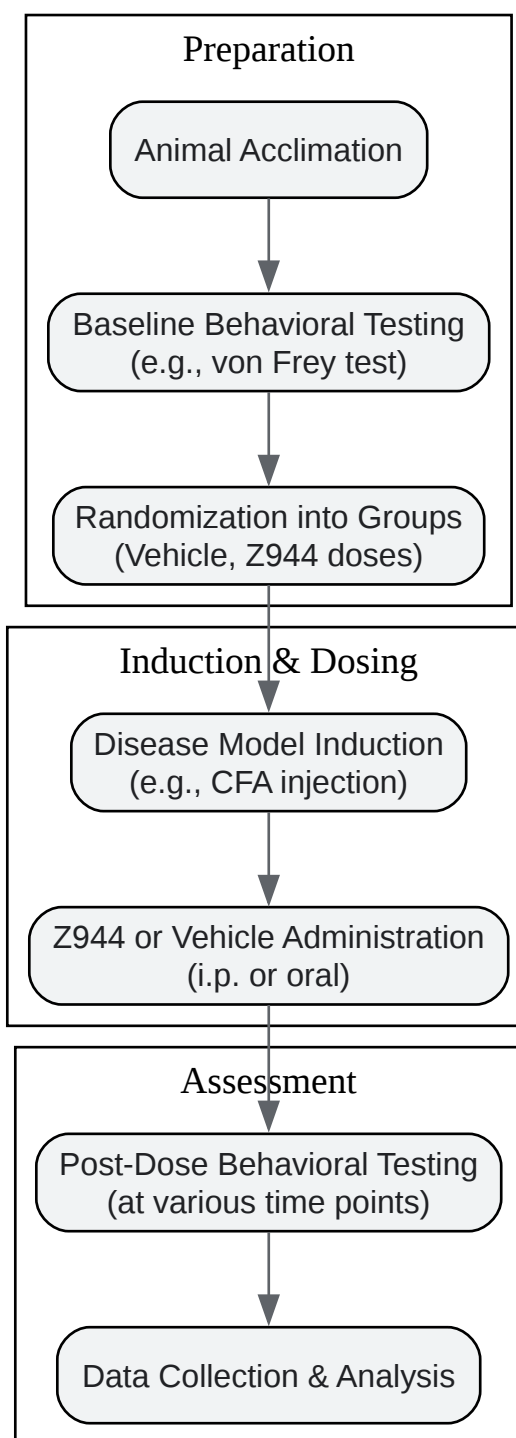 Preparation
Animal Acclimation
Baseline Behavioral Testing
(e.g., von Frey test)
Randomization into Groups
(Vehicle, Z944 doses)
Induction & Dosing
Disease Model Induction
(e.g., CFA injection)
Z944 or Vehicle Administration
(i.p. or oral)
Assessment
Post-Dose Behavioral Testing
(at various time points)
Data Collection & Analysis